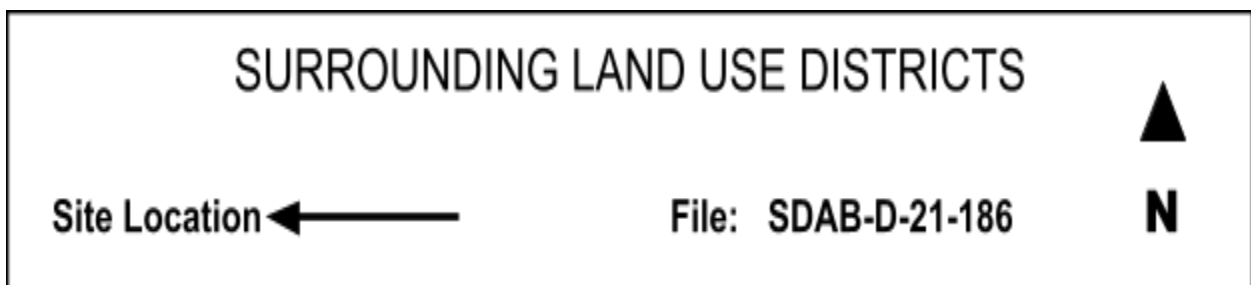 SURROUNDING LAND USE DISTRICTS
Site Location File: SDAB-D-21-186 N